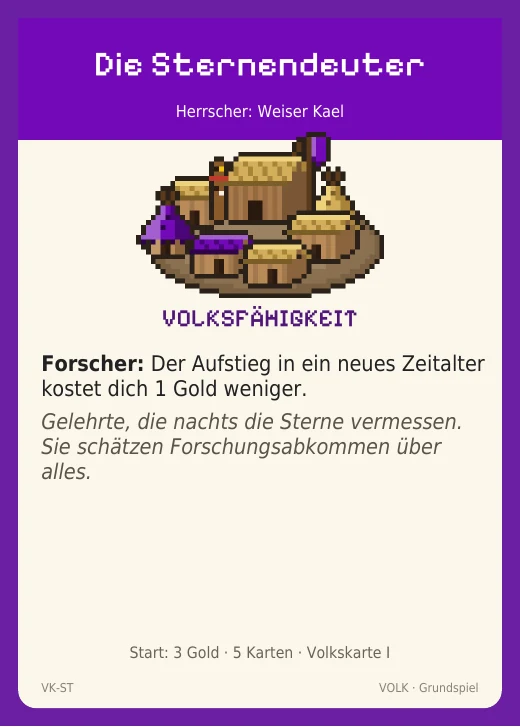 Die Sternendeuter
Herrscher: Weiser Kael
VOLKSFÄHIGKEIT
Forscher: Der Aufstieg in ein neues Zeitalter
kostet dich 1 Gold weniger.
Gelehrte, die nachts die Sterne vermessen.
Sie schätzen Forschungsabkommen über
alles.
Start: 3 Gold · 5 Karten · Volkskarte I
VK-ST
VOLK · Grundspiel